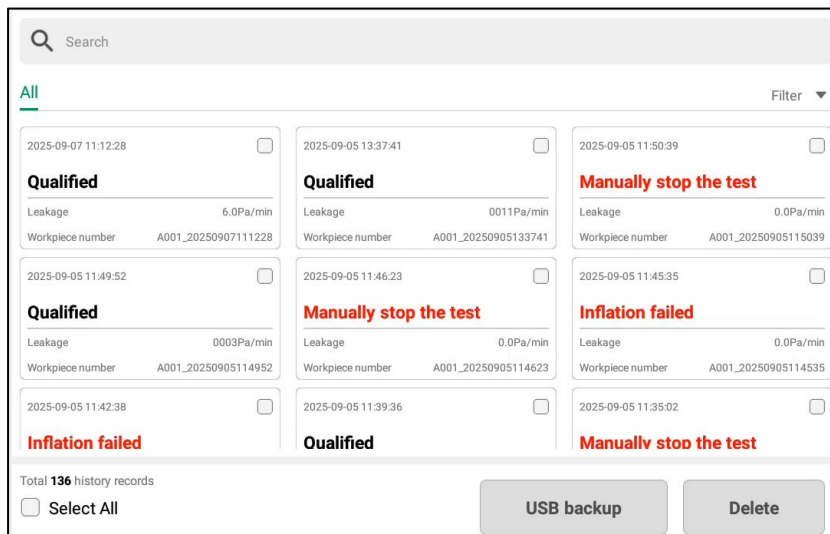 Search
All
Filter
2025-09-07 11:12:28
Qualified
Leakage 6.0Pa/min
Workpiece number A001_20250907111228
2025-09-05 13:37:41
Qualified
Leakage 0011Pa/min
Workpiece number A001_20250905133741
2025-09-05 11:50:39
Manually stop the test
Leakage 0.0Pa/min
Workpiece number A001_20250905115039
2025-09-05 11:49:52
Qualified
Leakage 0003Pa/min
Workpiece number A001_20250905114952
2025-09-05 11:46:23
Manually stop the test
Leakage 0.0Pa/min
Workpiece number A001_20250905114623
2025-09-05 11:45:35
Inflation failed
Leakage 0.0Pa/min
Workpiece number A001_20250905114535
2025-09-05 11:42:38
Inflation failed
2025-09-05 11:39:36
Qualified
2025-09-05 11:35:02
Manually stop the test
Total 136 history records
Select All
USB backup
Delete